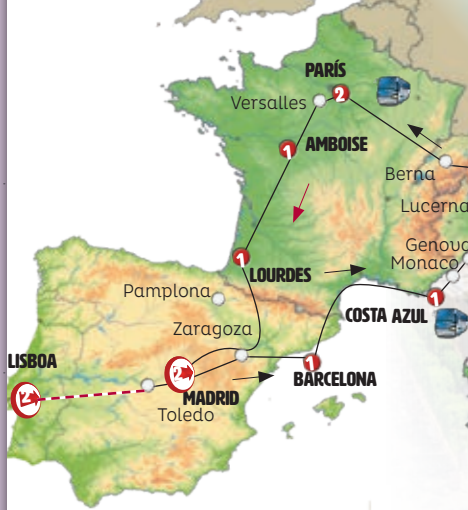 PARÍS
Versalles
2
1
AMBOISE
Berna
Lucerna
Genova
Monaco
1
LOURDES
Pamplona
COSTA AZUL
1
Zaragoza
LISBOA
2
2
1
MADRID
BARCELONA
Toledo